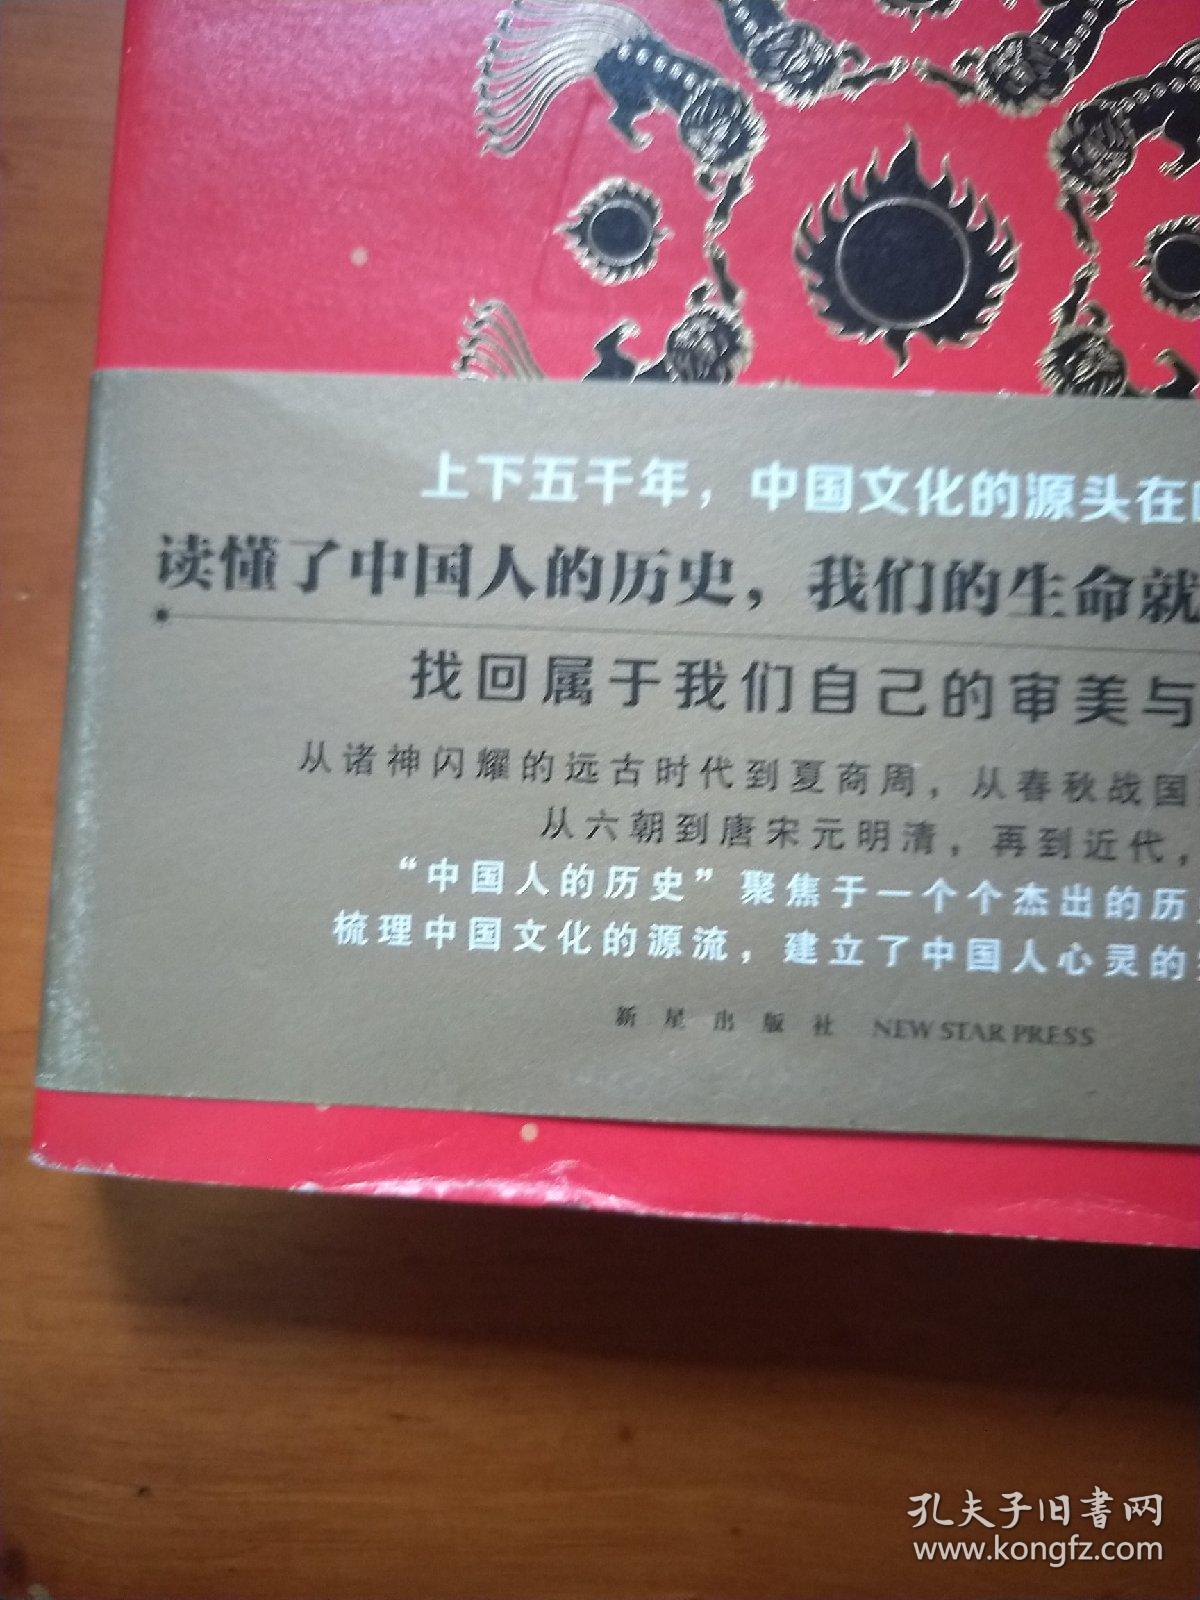 上下五千年，中国文化的源头在
读懂了中国人的历史，我们的生命就
找回属于我们自己的审美与
从诸神闪耀的远古时代到夏商周，从春秋战国
从六朝到唐宋元明清，再到近代，
“中国人的历史”聚焦于一个个杰出的历
梳理中国文化的源流，建立了中国人心灵的
新星出版社 NEW STAR PRESS
孔夫子旧书网
www.kongfz.com